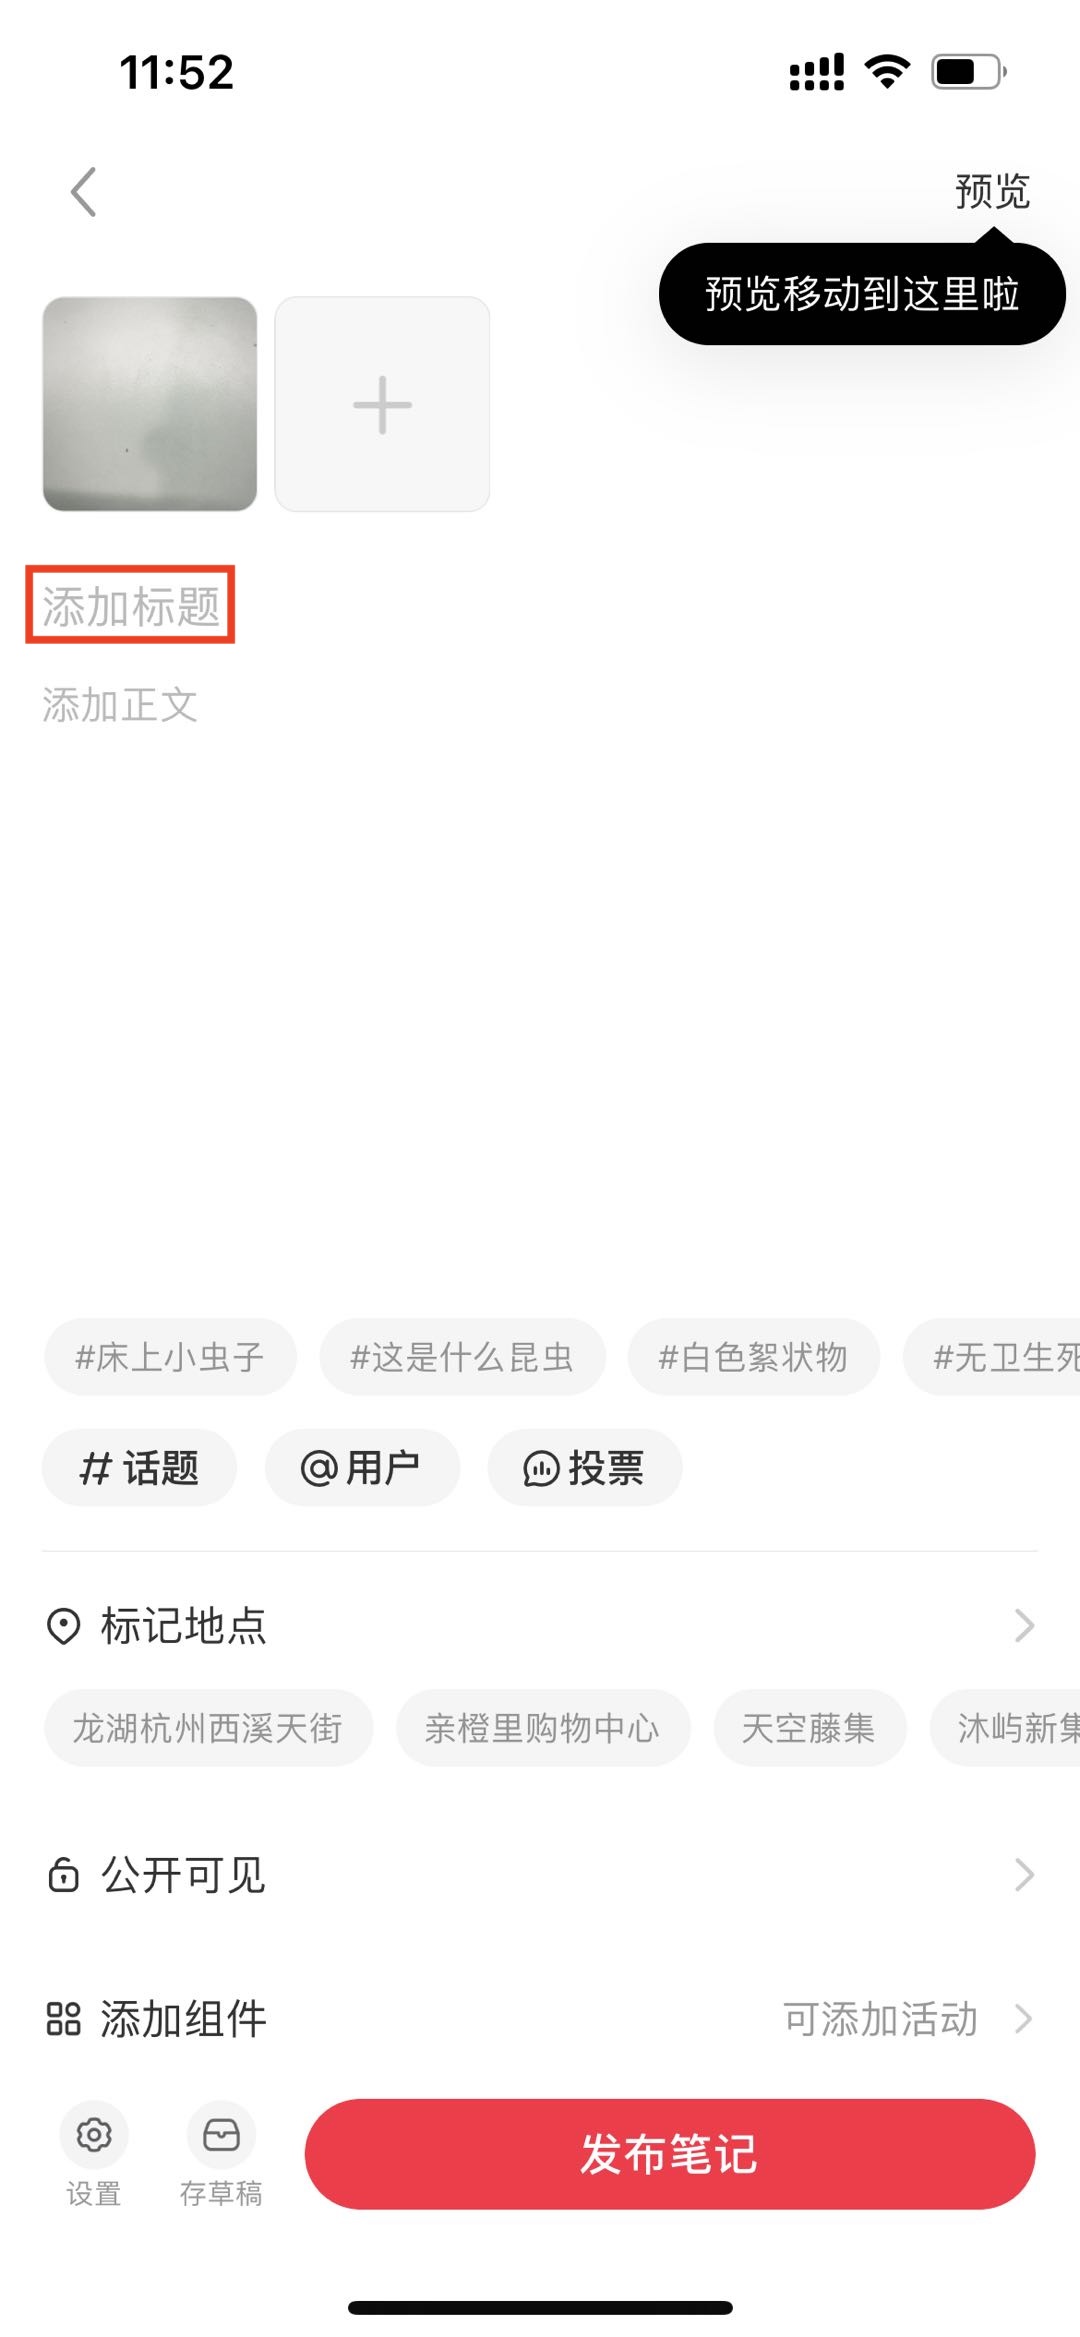 11:52
预览
预览移动到这里啦
添加标题
添加正文
#床上小虫子 #这是什么昆虫 #白色絮状物 #无卫生死
# 话题 @用户 投票
标记地点
龙湖杭州西溪天街 亲橙里购物中心 天空藤集 沐屿新集
公开可见
添加组件 可添加活动
设置 存草稿 发布笔记